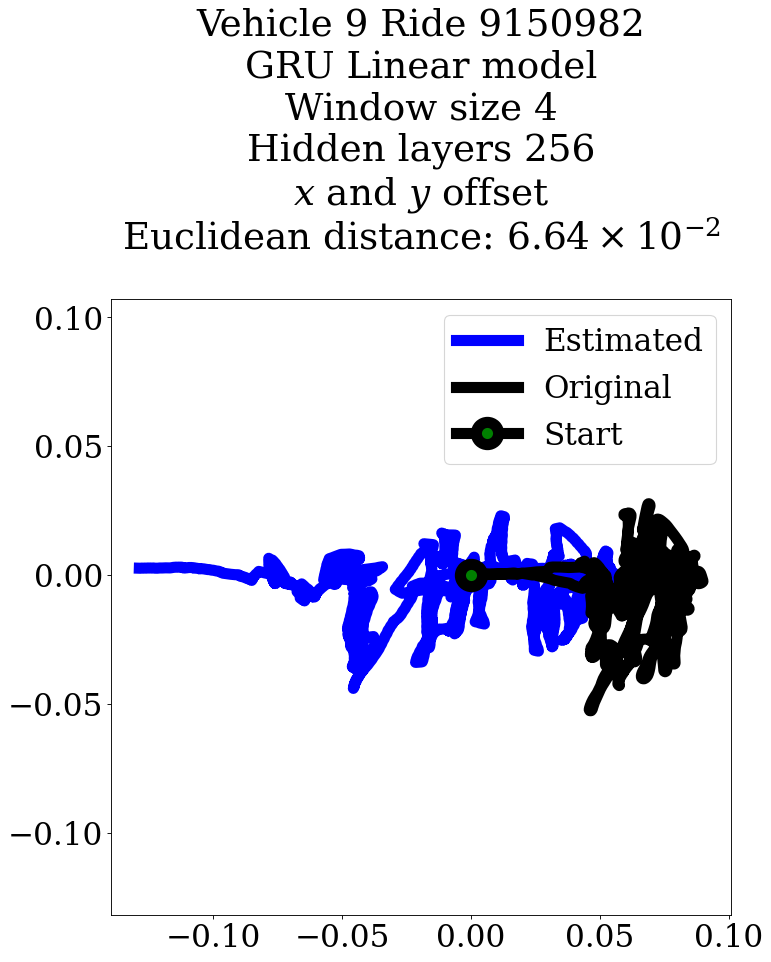 Vehicle 9 Ride 9150982
GRU Linear model
Window size 4
Hidden layers 256
x and y offset
Euclidean distance: 6.64 × 10⁻²
Estimated
Original
Start
0.10
0.05
0.00
−0.05
−0.10
−0.10
−0.05
0.00
0.05
0.10